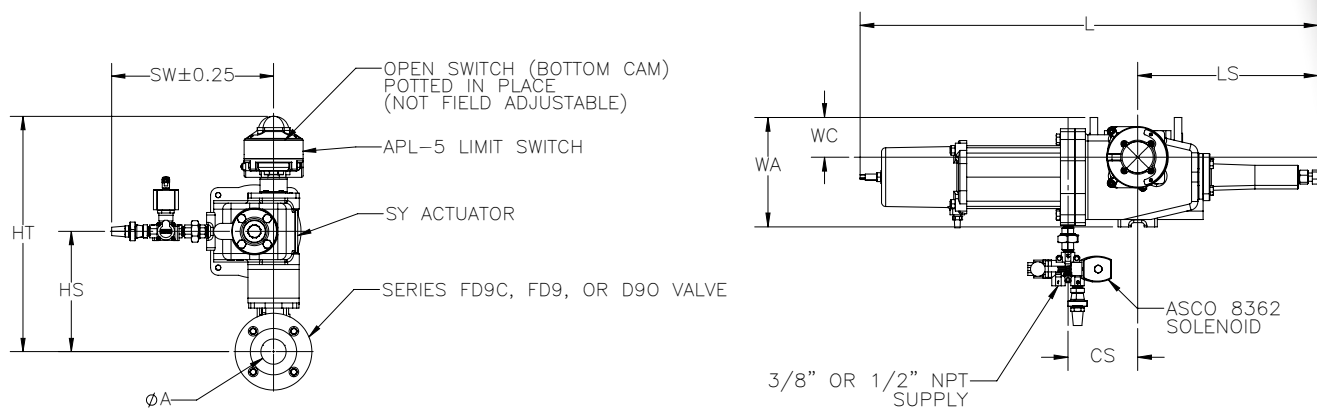 SW±0.25
OPEN SWITCH (BOTTOM CAM)
POTTED IN PLACE
(NOT FIELD ADJUSTABLE)
APL-5 LIMIT SWITCH
SY ACTUATOR
HT
HS
SERIES FD9C, FD9, OR D90 VALVE
ØA
L
LS
WC
WA
ASCO 8362
SOLENOID
CS
3/8" OR 1/2" NPT
SUPPLY